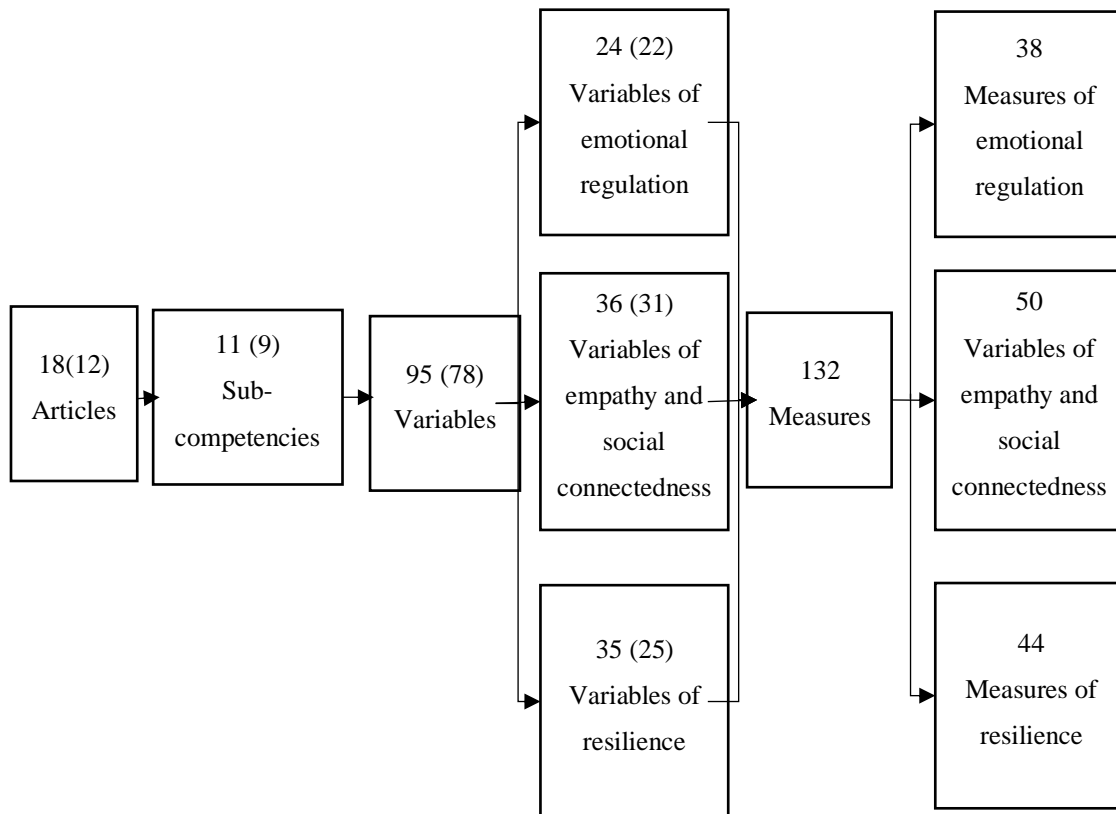 18(12)
Articles
11 (9)
Sub-
competencies
95 (78)
Variables
24 (22)
Variables of
emotional
regulation
36 (31)
Variables of
empathy and
social
connectedness
35 (25)
Variables of
resilience
132
Measures
38
Measures of
emotional
regulation
50
Variables of
empathy and
social
connectedness
44
Measures of
resilience